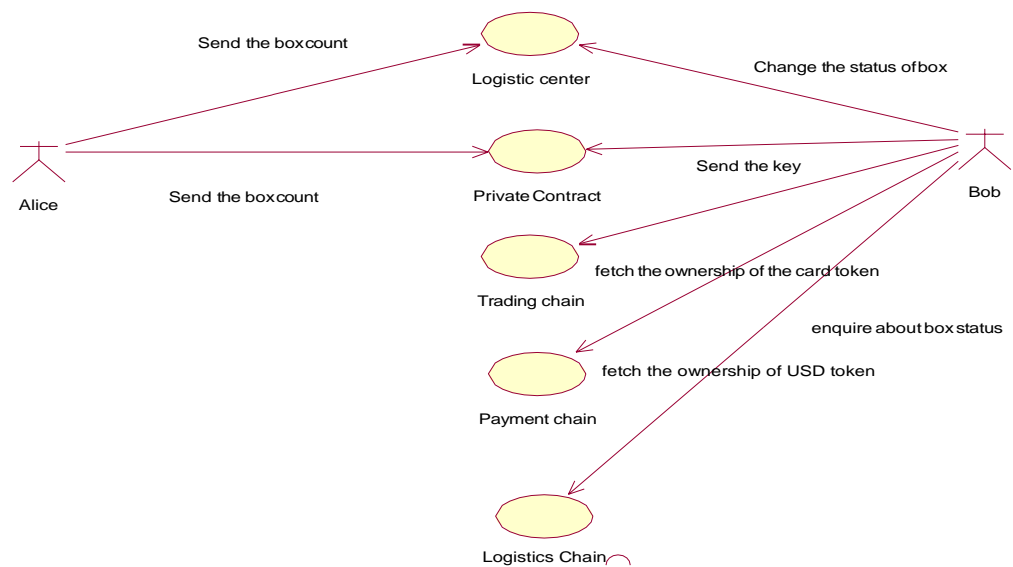 Send the boxcount
Logistic center
Change the status of box
Alice
Send the boxcount
Private Contract
Send the key
Bob
Trading chain
fetch the ownership of the card token
enquire about box status
Payment chain
fetch the ownership of USD token
Logistics Chain